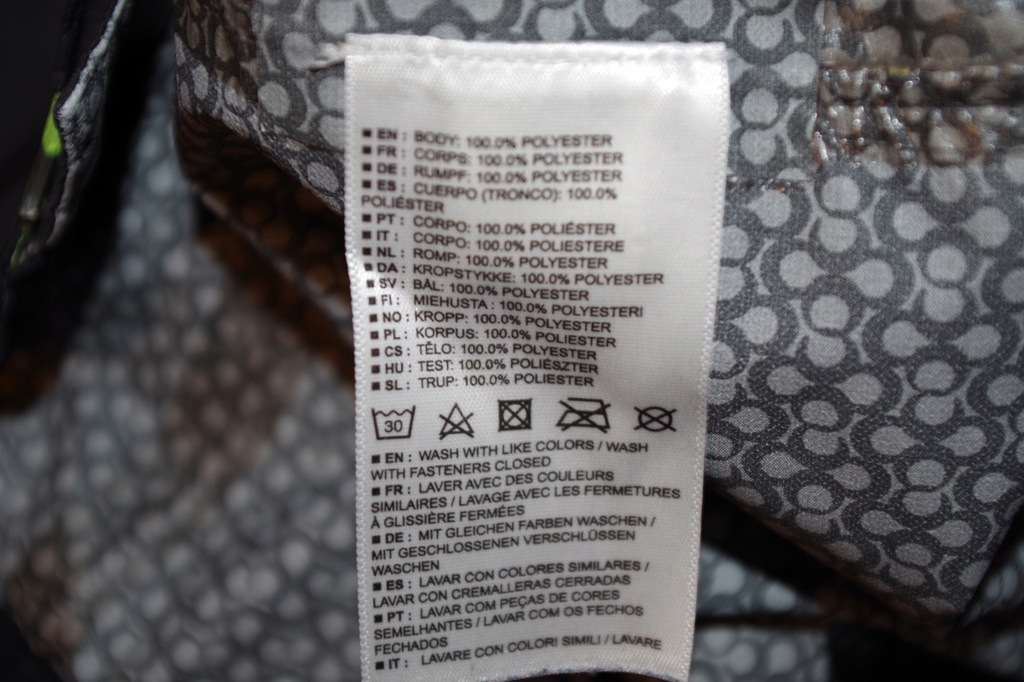 ■ EN : BODY: 100.0% POLYESTER
■ FR : CORPS: 100.0% POLYESTER
■ DE : RUMPF: 100.0% POLYESTER
■ ES : CUERPO (TRONCO): 100.0%
POLIÉSTER
■ PT : CORPO: 100.0% POLIÉSTER
■ IT : CORPO: 100.0% POLIESTERE
■ NL : ROMP: 100.0% POLYESTER
■ DA : KROPSTYKKE: 100.0% POLYESTER
■ SV : BÅL: 100.0% POLYESTER
■ FI : MIEHUSTA : 100.0% POLYESTERI
■ NO : KROPP: 100.0% POLYESTER
■ PL : KORPUS: 100.0% POLYESTER
■ CS : TĚLO: 100.0% POLYESTER
■ HU : TEST: 100.0% POLIÉSZTER
■ SL : TRUP: 100.0% POLIESTER
30
■ EN : WASH WITH LIKE COLORS / WASH
WITH FASTENERS CLOSED
■ FR : LAVER AVEC DES COULEURS
SIMILAIRES / LAVAGE AVEC LES FERMETURES
À GLISSIÈRE FERMÉES
■ DE : MIT GLEICHEN FARBEN WASCHEN /
MIT GESCHLOSSENEN VERSCHLÜSSEN
WASCHEN
■ ES : LAVAR CON COLORES SIMILARES /
LAVAR CON CREMALLERAS CERRADAS
■ PT : LAVAR COM PEÇAS DE CORES
SEMELHANTES / LAVAR COM OS FECHOS
FECHADOS
■ IT : LAVARE CON COLORI SIMILI / LAVARE